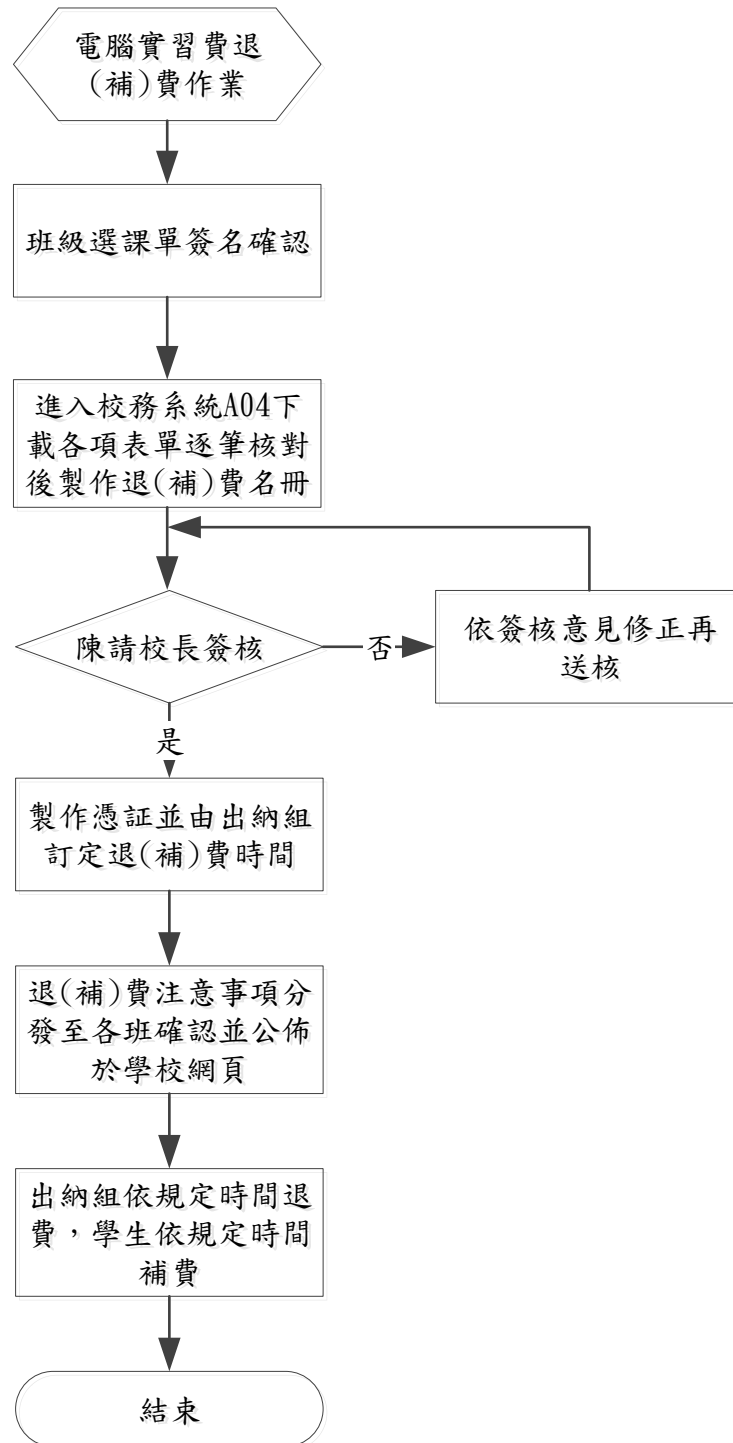 電腦實習費退
(補)費作業
班級選課單簽名確認
進入校務系統A04下
載各項表單逐筆核對
後製作退(補)費名冊
陳請校長簽核
否
依簽核意見修正再
送核
是
製作憑証並由出納組
訂定退(補)費時間
退(補)費注意事項分
發至各班確認並公佈
於學校網頁
出納組依規定時間退
費，學生依規定時間
補費
結束